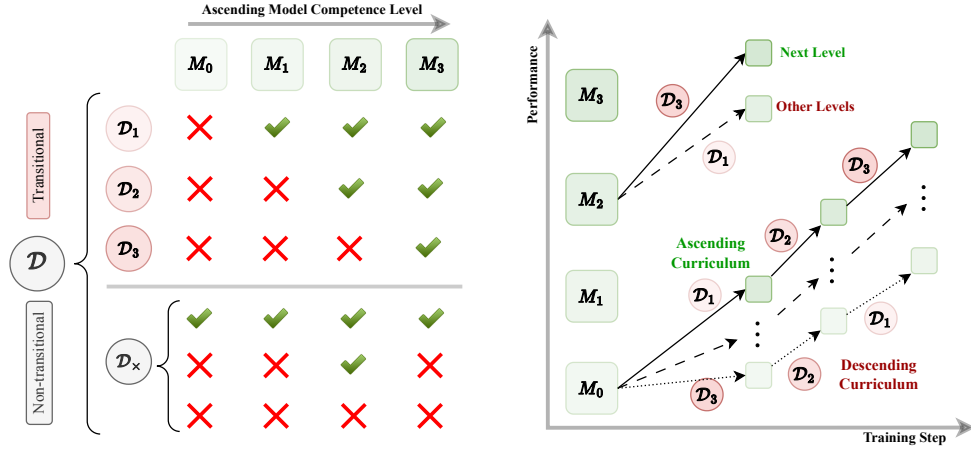 Ascending Model Competence Level
M₀ M₁ M₂ M₃
Transitional
𝒟₁
𝒟₂
𝒟₃
𝒟
Non-transitional
𝒟×
Performance
M₃
M₂
M₁
M₀
𝒟₃
Next Level
Other Levels
𝒟₁
𝒟₃
𝒟₂
Ascending
Curriculum
𝒟₁
𝒟₁
𝒟₂
𝒟₃
Descending
Curriculum
Training Step